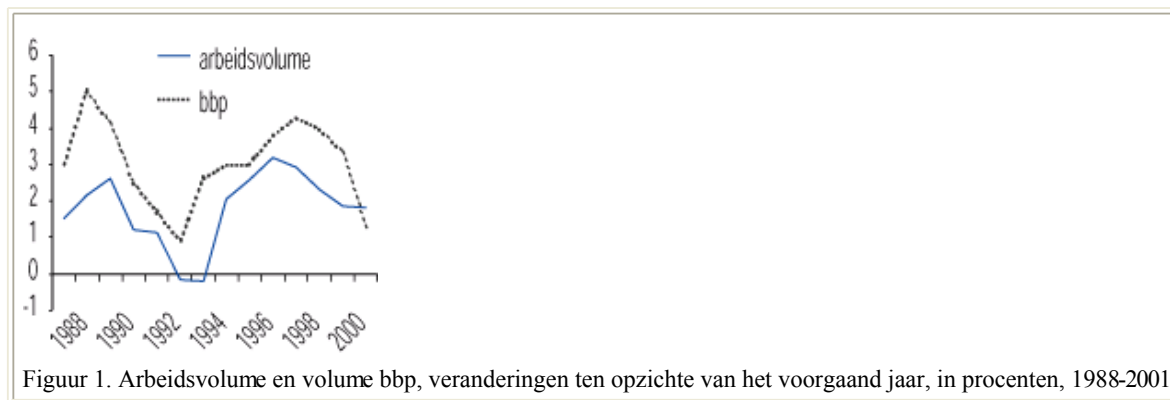 6
5
4
3
2
1
0
-1
arbeidsvolume
bbp
1988 1990 1992 1994 1996 1998 2000
Figuur 1. Arbeidsvolume en volume bbp, veranderingen ten opzichte van het voorgaand jaar, in procenten, 1988-2001